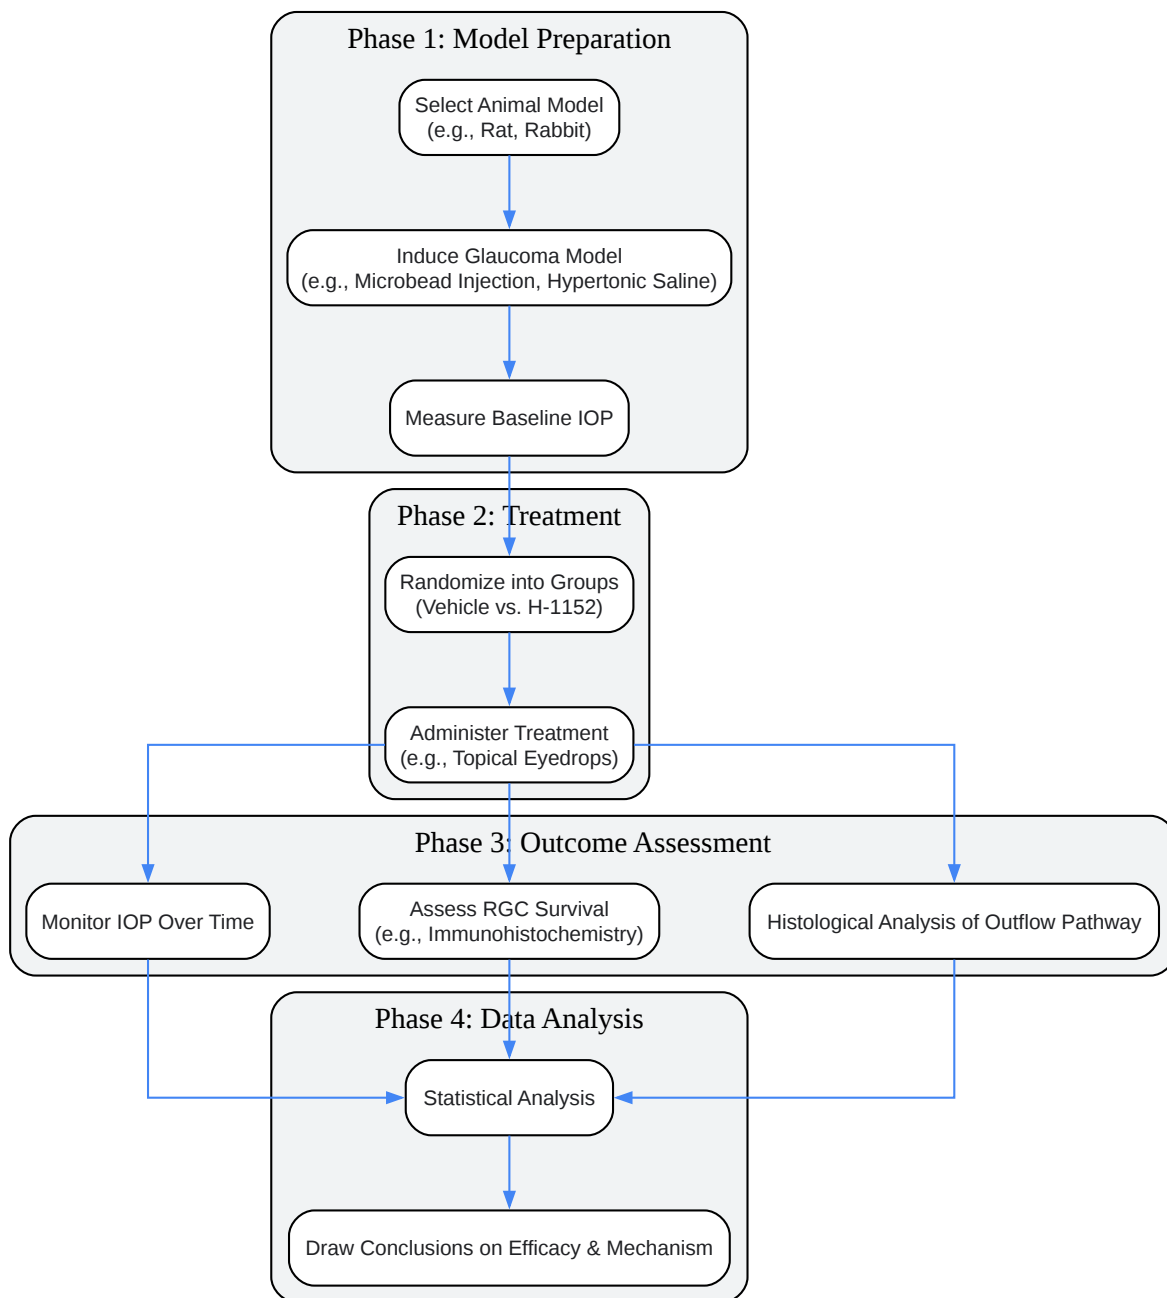 Phase 1: Model Preparation
Select Animal Model
(e.g., Rat, Rabbit)
Induce Glaucoma Model
(e.g., Microbead Injection, Hypertonic Saline)
Measure Baseline IOP
Phase 2: Treatment
Randomize into Groups
(Vehicle vs. H-1152)
Administer Treatment
(e.g., Topical Eyedrops)
Phase 3: Outcome Assessment
Monitor IOP Over Time
Assess RGC Survival
(e.g., Immunohistochemistry)
Histological Analysis of Outflow Pathway
Phase 4: Data Analysis
Statistical Analysis
Draw Conclusions on Efficacy & Mechanism